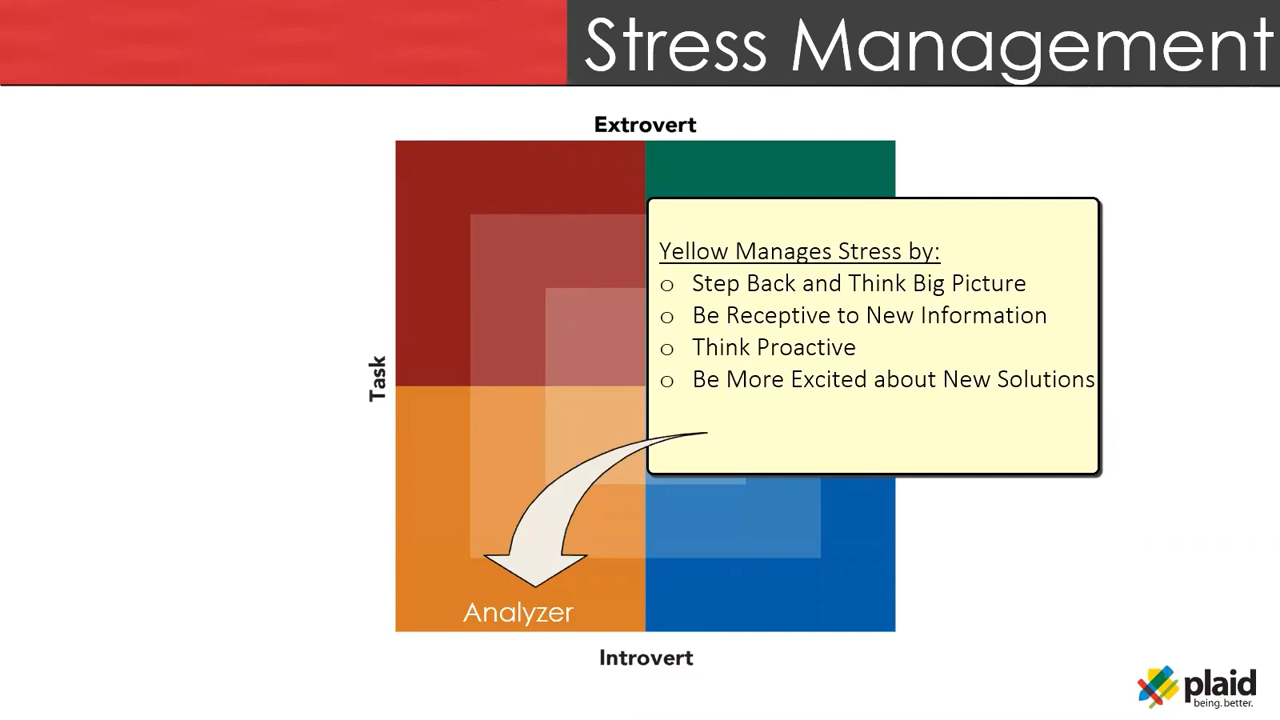 Stress Management
Extrovert
Yellow Manages Stress by:
o Step Back and Think Big Picture
o Be Receptive to New Information
o Think Proactive
o Be More Excited about New Solutions
Task
Analyzer
Introvert
plaid
being. better.